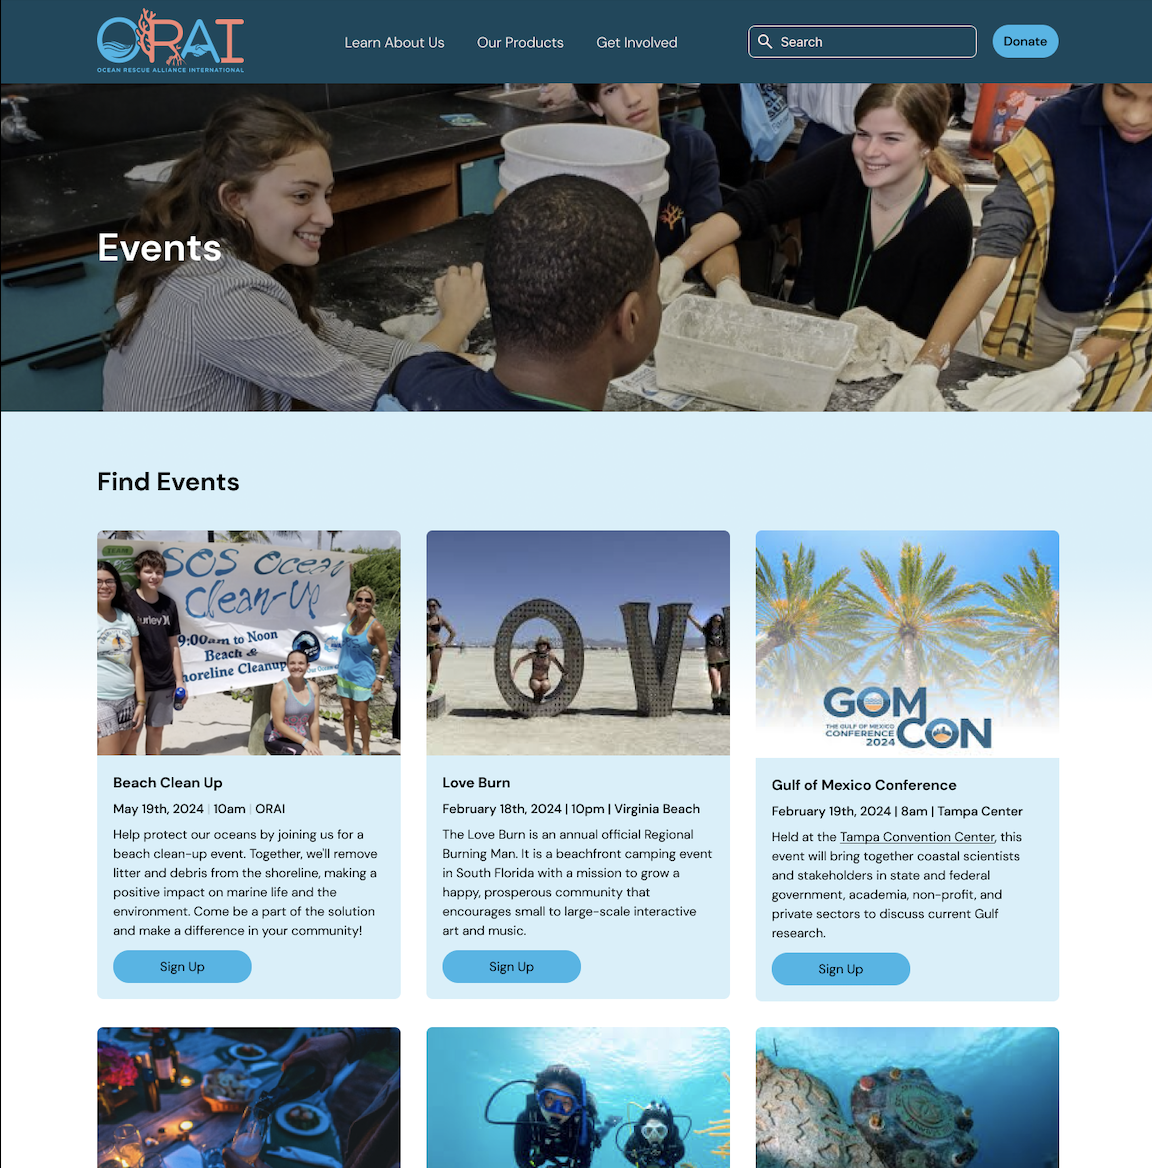 ORAI
OCEAN RESCUE ALLIANCE INTERNATIONAL
Learn About Us
Our Products
Get Involved
Search
Donate
Events
Find Events
SOS Ocean
Clean-Up
9:00am to Noon
Beach &
Shoreline Cleanup
O V
GOM
CON
THE GULF OF MEXICO
CONFERENCE
2024
Beach Clean Up
May 19th, 2024 | 10am | ORAI
Help protect our oceans by joining us for a
beach clean-up event. Together, we'll remove
litter and debris from the shoreline, making a
positive impact on marine life and the
environment. Come be a part of the solution
and make a difference in your community!
Sign Up
Love Burn
February 18th, 2024 | 10pm | Virginia Beach
The Love Burn is an annual official Regional
Burning Man. It is a beachfront camping event
in South Florida with a mission to grow a
happy, prosperous community that
encourages small to large-scale interactive
art and music.
Sign Up
Gulf of Mexico Conference
February 19th, 2024 | 8am | Tampa Center
Held at the Tampa Convention Center, this
event will bring together coastal scientists
and stakeholders in state and federal
government, academia, non-profit, and
private sectors to discuss current Gulf
research.
Sign Up